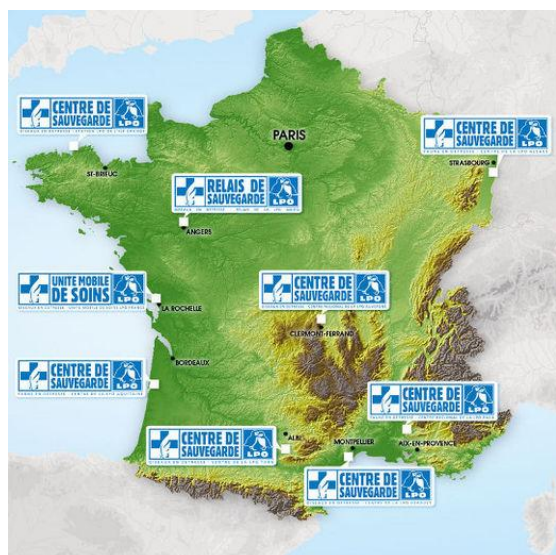 CENTRE DE
SAUVEGARDE
LPO
ST-BRIEUC
PARIS
CENTRE DE
SAUVEGARDE
LPO
STRASBOURG
RELAIS DE
SAUVEGARDE
LPO
ANGERS
UNITE MOBILE
DE SOINS
LPO
LA ROCHELLE
CENTRE DE
SAUVEGARDE
LPO
CLERMONT-FERRAND
BORDEAUX
CENTRE DE
SAUVEGARDE
LPO
CENTRE DE
SAUVEGARDE
LPO
ALBI
CENTRE DE
SAUVEGARDE
LPO
MONTPELLIER
AIX-EN-PROVENCE
CENTRE DE
SAUVEGARDE
LPO